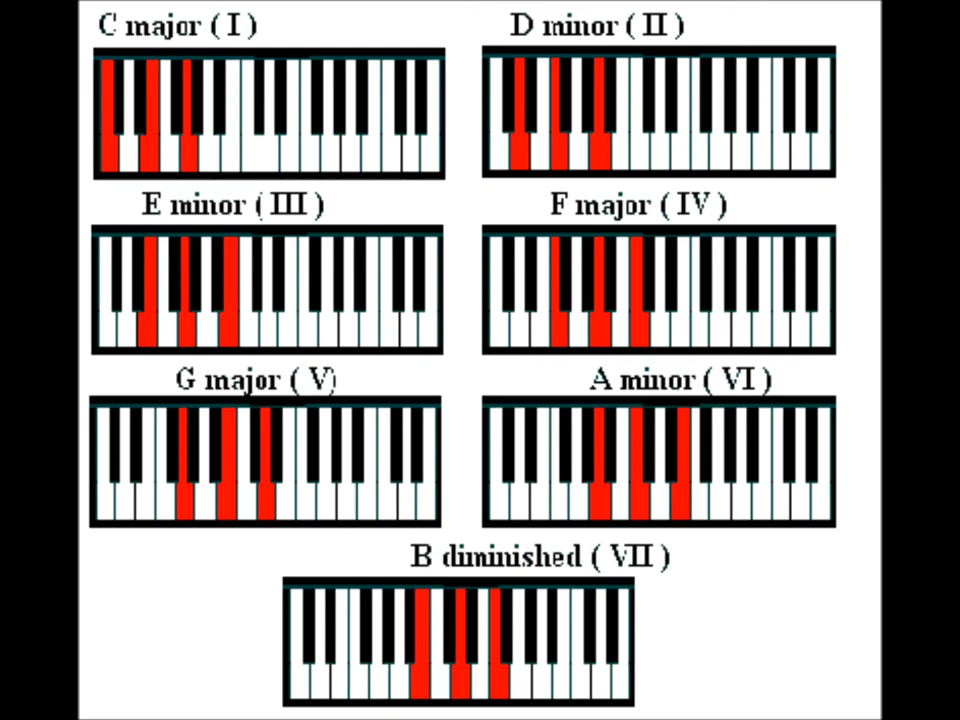 C major ( I )
D minor ( II )
E minor ( III )
F major ( IV )
G major ( V)
A minor ( VI )
B diminished ( VII )